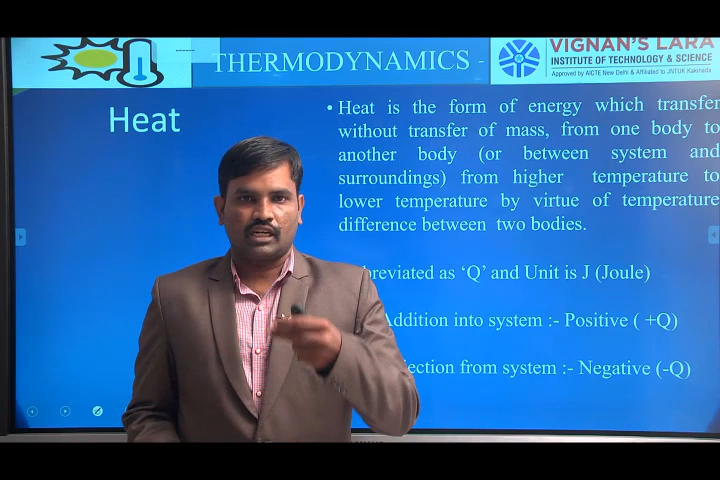 THERMODYNAMICS -
VIGNAN'S LARA
INSTITUTE OF TECHNOLOGY & SCIENCE
Approved by AICTE New Delhi & Affiliated to JNTUK Kakinada
Heat
• Heat is the form of energy which transfer
without transfer of mass, from one body to
another body (or between system and
surroundings) from higher temperature to
lower temperature by virtue of temperature
difference between two bodies.
breviated as 'Q' and Unit is J (Joule)
Addition into system :- Positive ( +Q)
jection from system :- Negative (-Q)